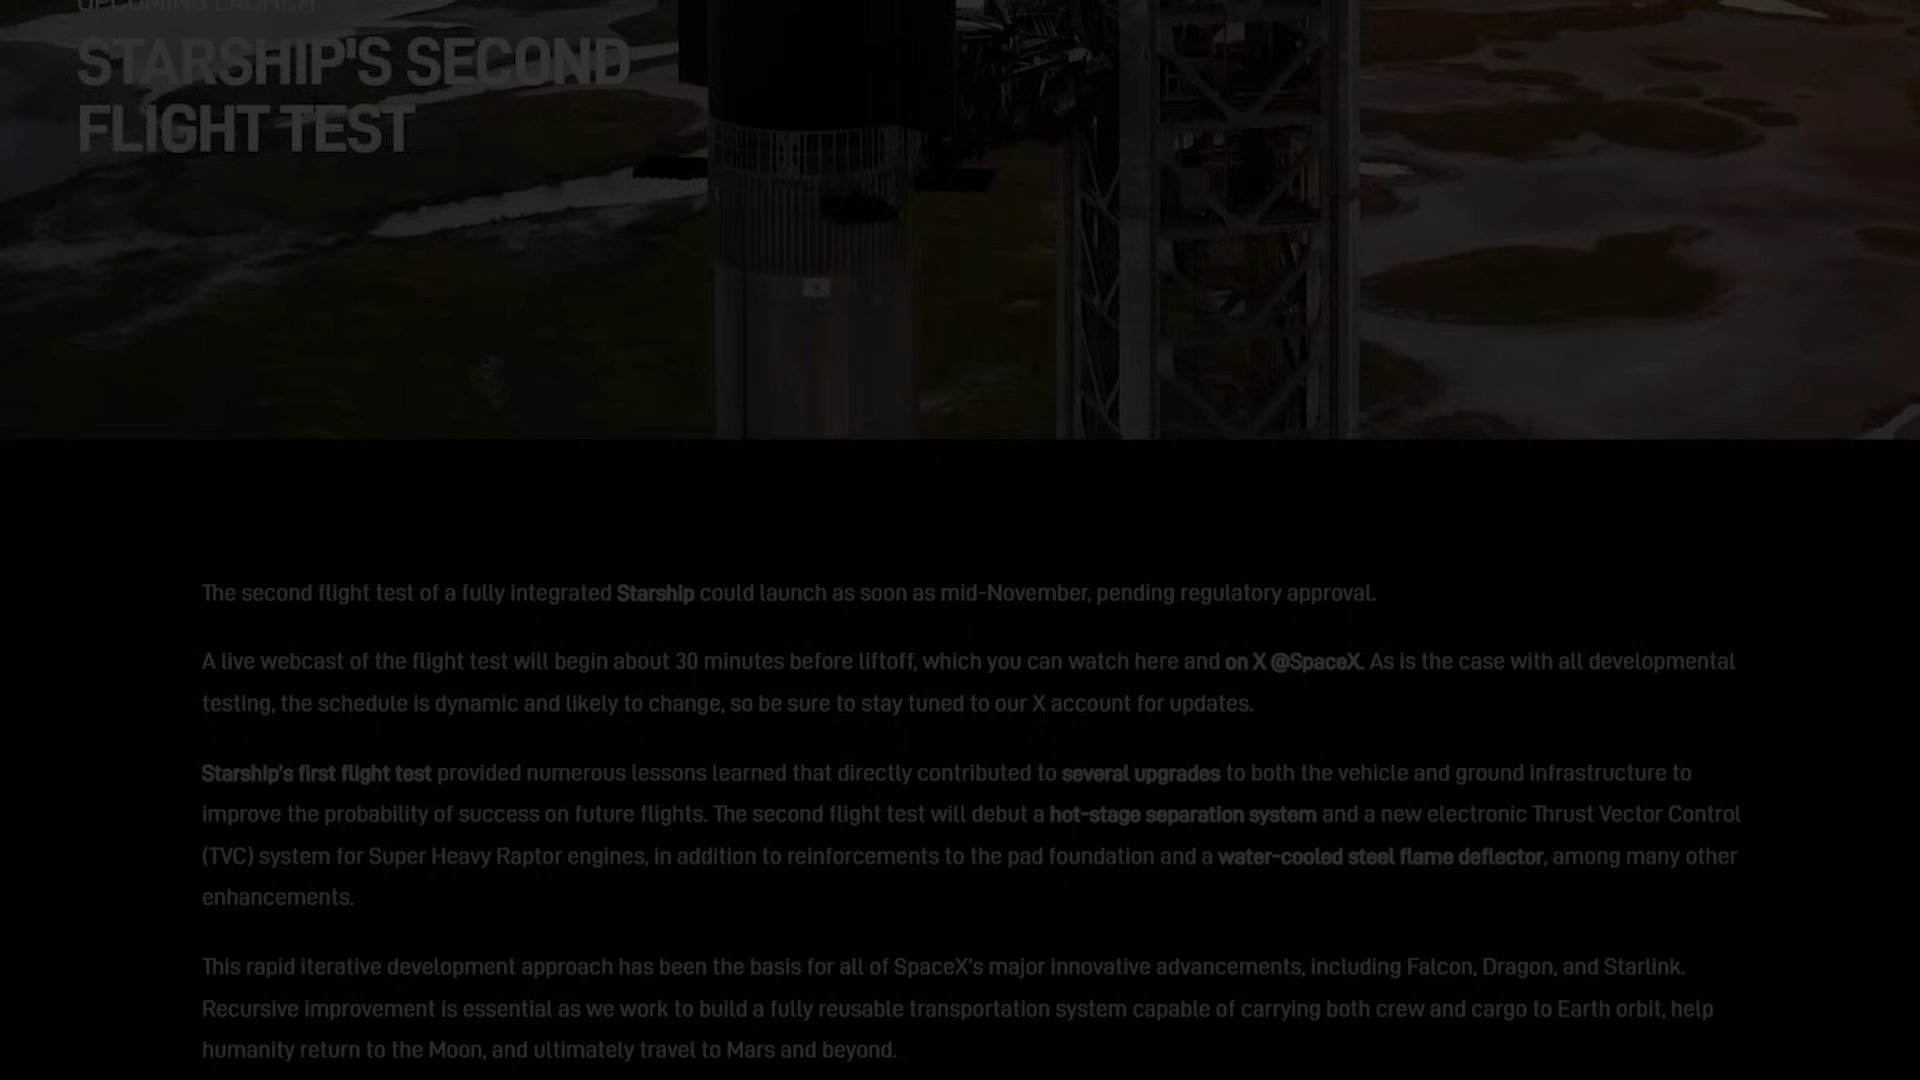 UPCOMING LAUNCH
STARSHIP'S SECOND
FLIGHT TEST
The second flight test of a fully integrated Starship could launch as soon as mid-November, pending regulatory approval.
A live webcast of the flight test will begin about 30 minutes before liftoff, which you can watch here and on X @SpaceX. As is the case with all developmental
testing, the schedule is dynamic and likely to change, so be sure to stay tuned to our X account for updates.
Starship's first flight test provided numerous lessons learned that directly contributed to several upgrades to both the vehicle and ground infrastructure to
improve the probability of success on future flights. The second flight test will debut a hot-stage separation system and a new electronic Thrust Vector Control
(TVC) system for Super Heavy Raptor engines, in addition to reinforcements to the pad foundation and a water-cooled steel flame deflector, among many other
enhancements.
This rapid iterative development approach has been the basis for all of SpaceX's major innovative advancements, including Falcon, Dragon, and Starlink.
Recursive improvement is essential as we work to build a fully reusable transportation system capable of carrying both crew and cargo to Earth orbit, help
humanity return to the Moon, and ultimately travel to Mars and beyond.